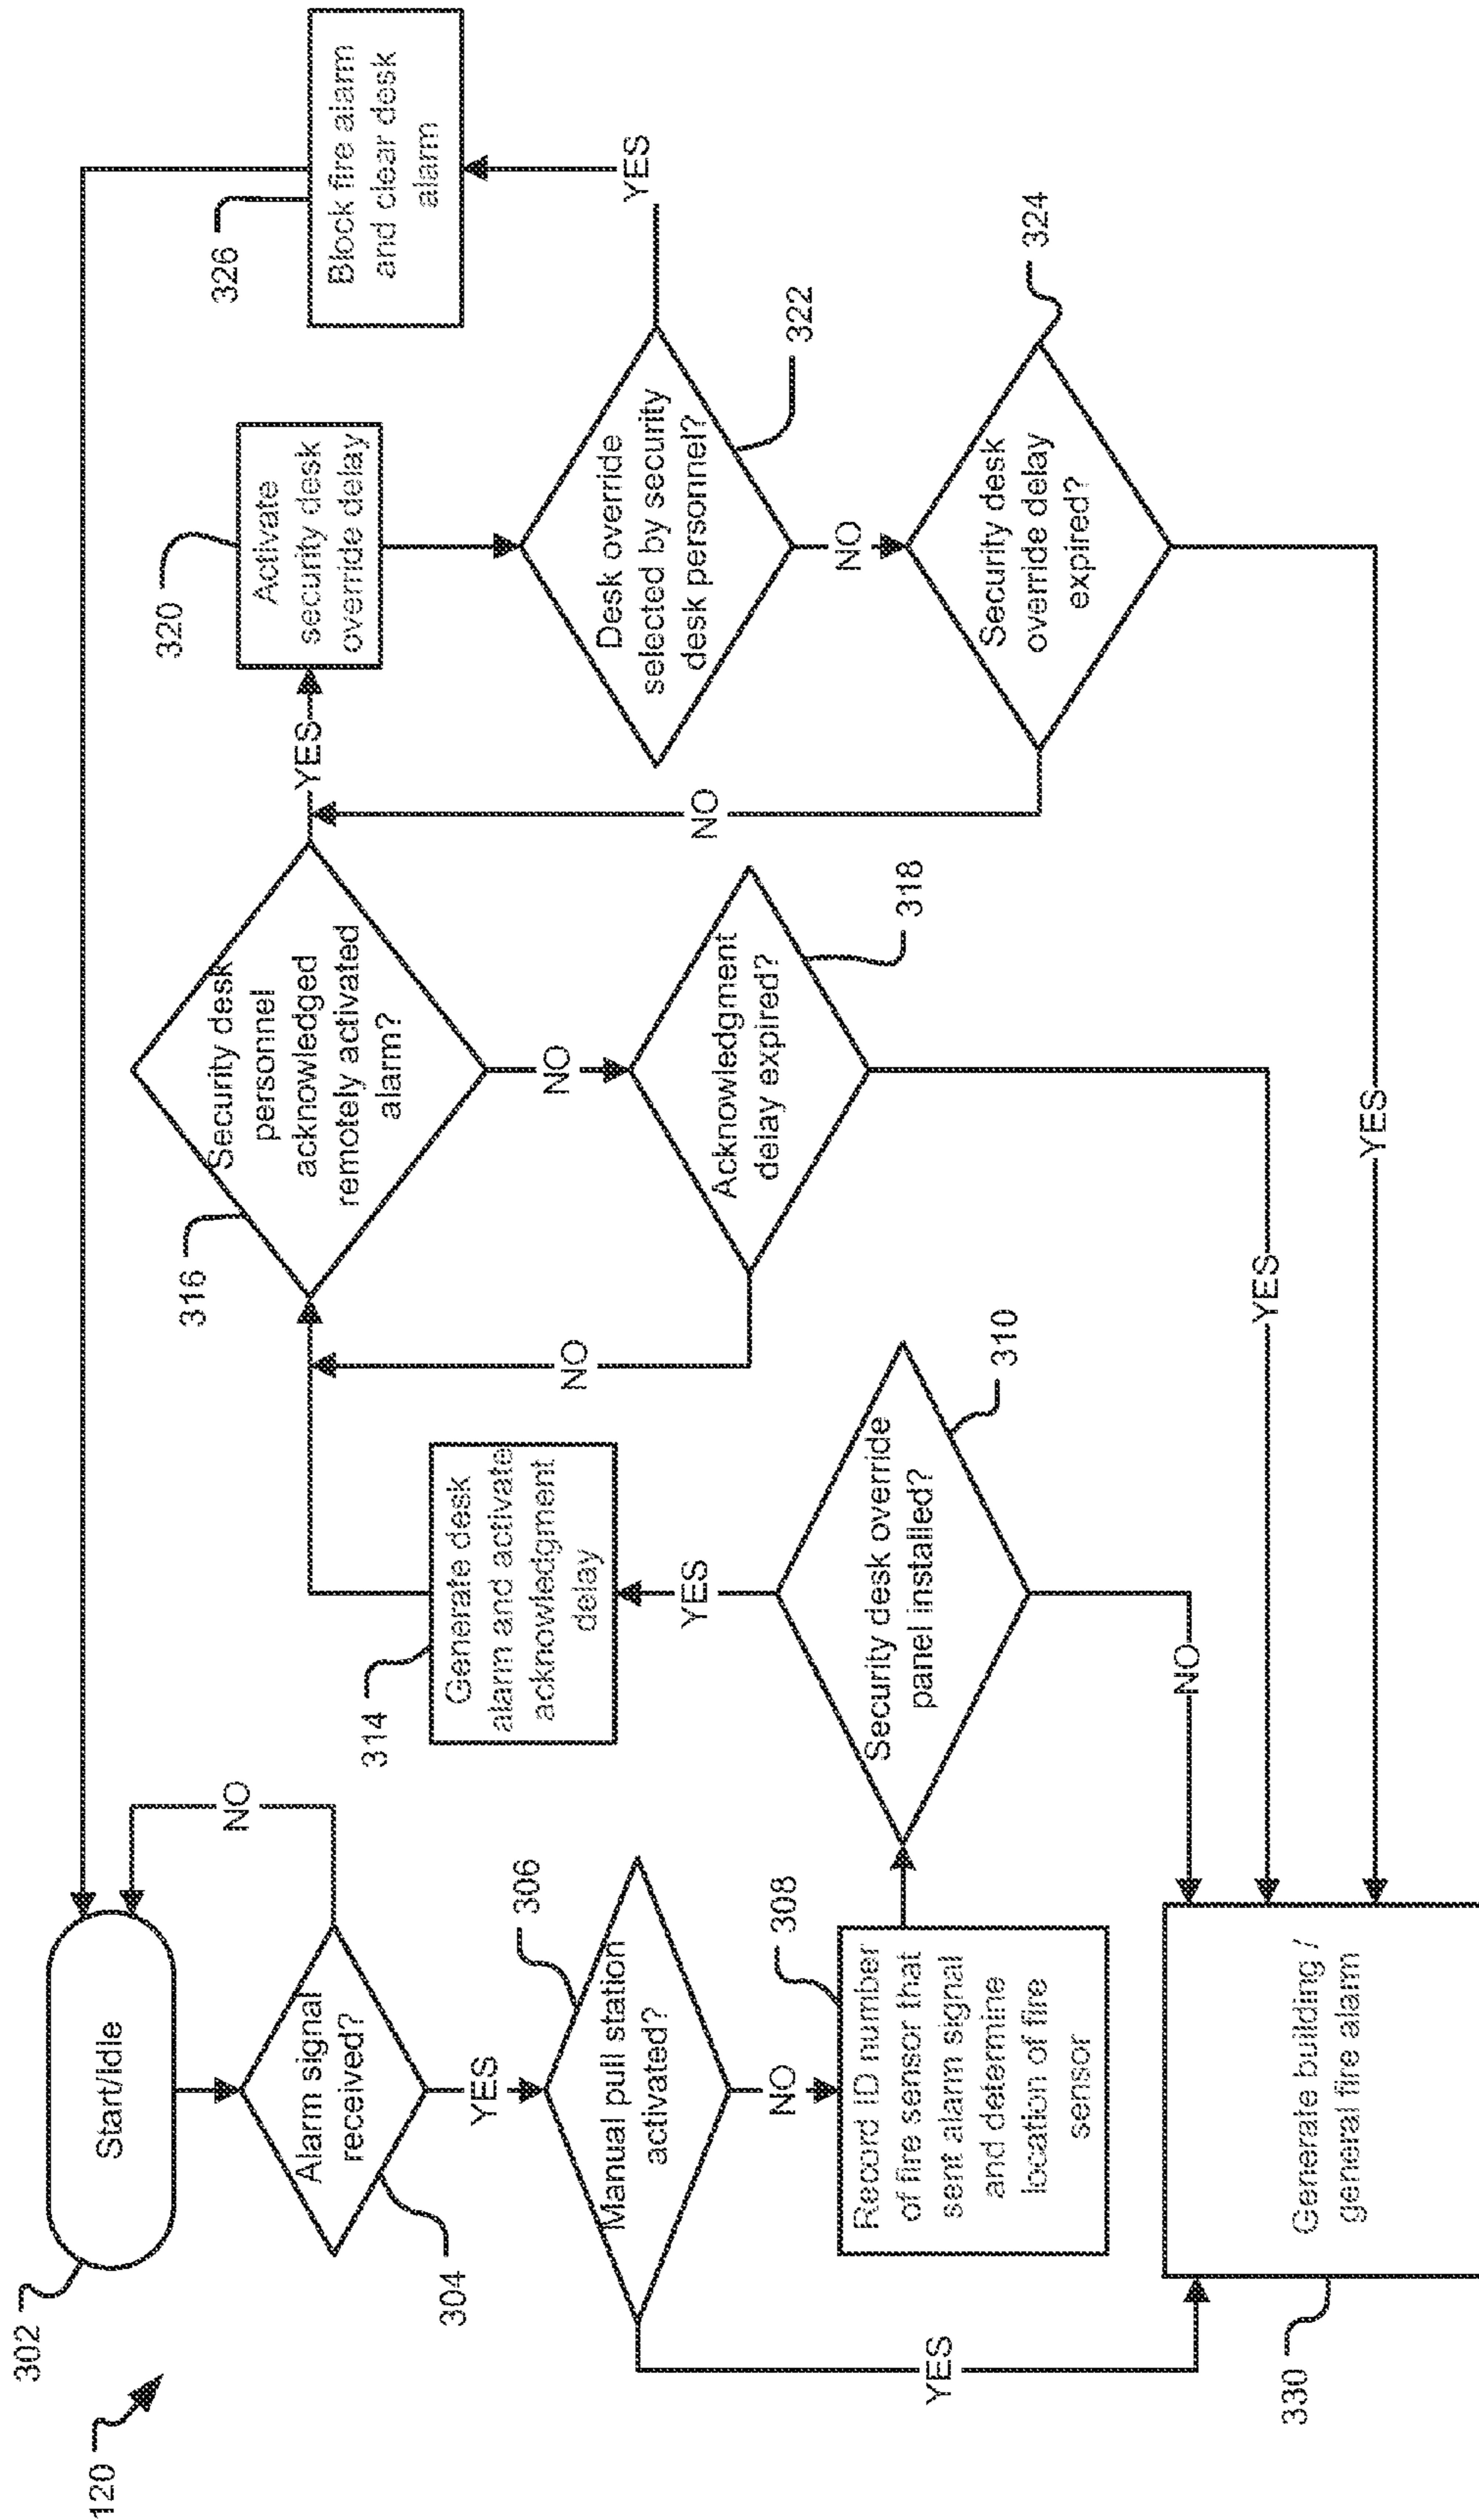 120
302
Start/Idle
304
Alarm signal
received?
NO
YES
306
Manual pull station
activated?
YES
NO
308
Record ID number
of fire sensor that
sent alarm signal
and determine
location of fire
sensor
310
Security desk override
panel installed?
YES
NO
314
Generate desk
alarm and activate
acknowledgment
delay
316
Security desk
personnel
acknowledged
remotely activated
alarm?
NO
YES
318
Acknowledgment
delay expired?
NO
YES
320
Activate
security desk
override delay
322
Desk override
selected by security
desk personnel?
NO
YES
324
Security desk
override delay
expired?
NO
YES
326
Block fire alarm
and clear desk
alarm
330
Generate building /
general fire alarm